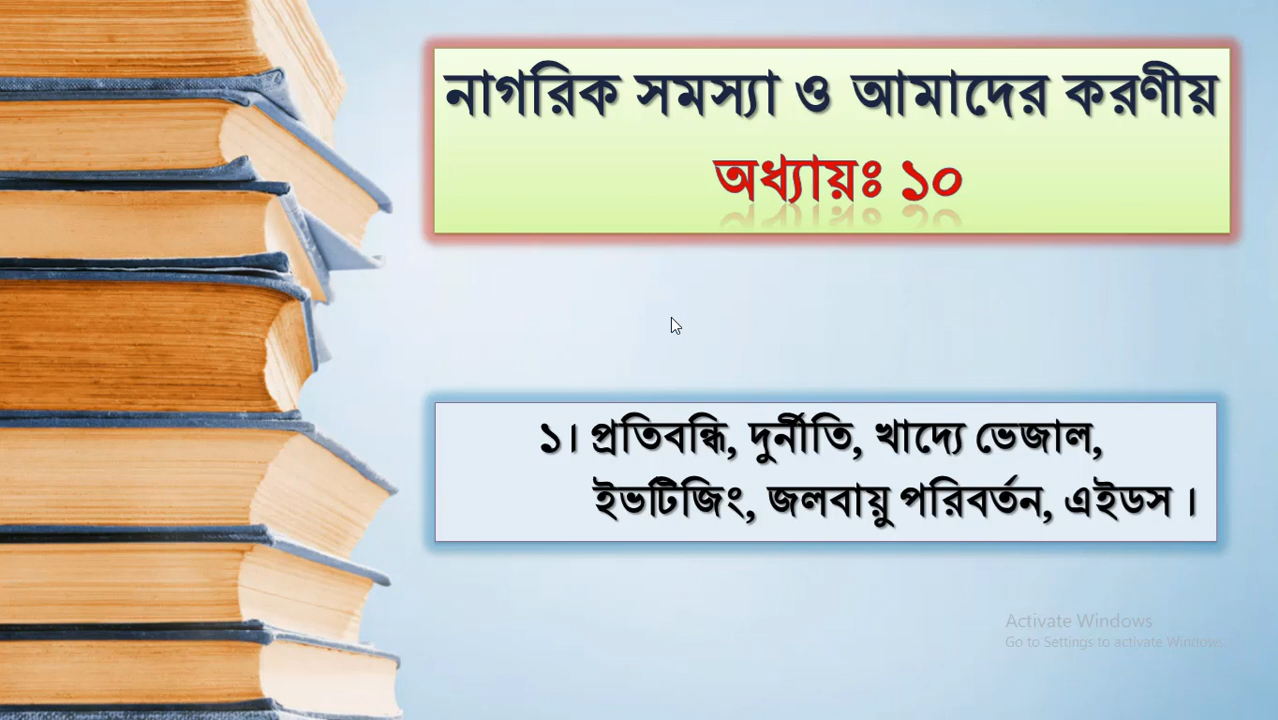 নাগরিক সমস্যা ও আমাদের করণীয়
অধ্যায়ঃ ১০
১। প্রতিবন্ধি, দুর্নীতি, খাদ্যে ভেজাল,
ইভটিজিং, জলবায়ু পরিবর্তন, এইডস ।
Activate Windows
Go to Settings to activate Windows.